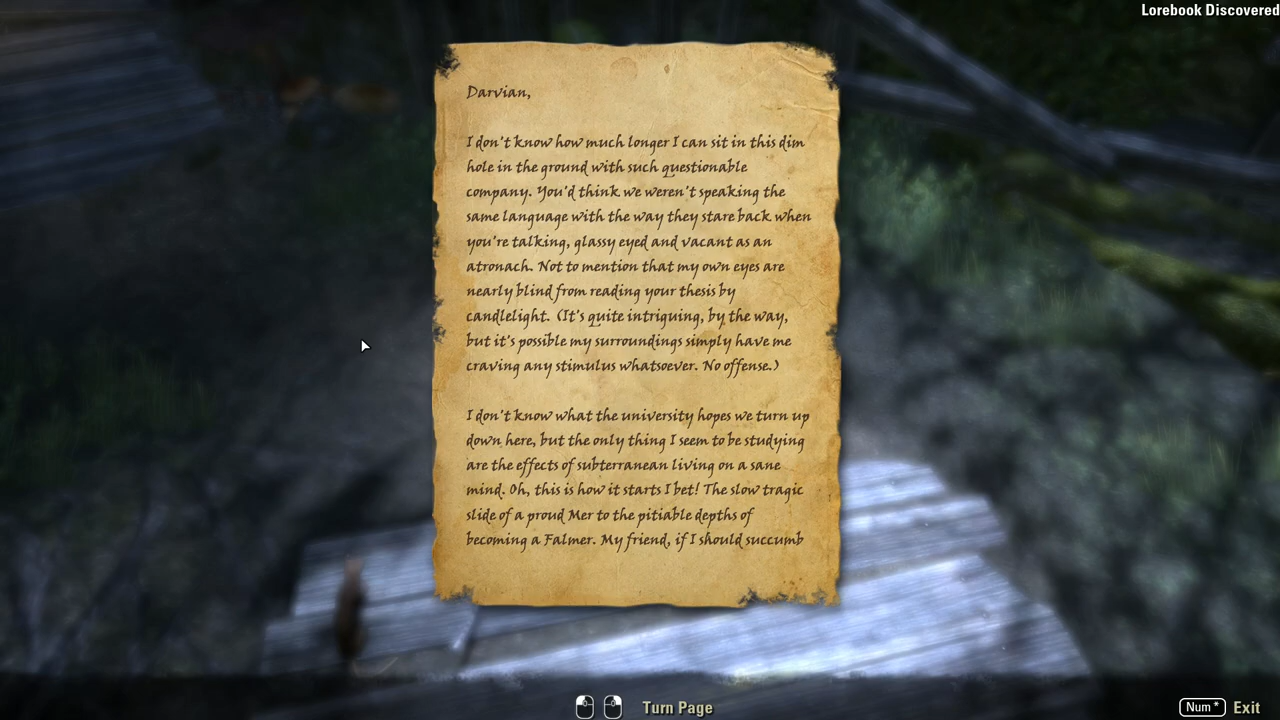 Lorebook Discovered
Darvian,
I don't know how much longer I can sit in this dim
hole in the ground with such questionable
company. You'd think we weren't speaking the
same language with the way they stare back when
you're talking, glassy eyed and vacant as an
atronach. Not to mention that my own eyes are
nearly blind from reading your thesis by
candlelight. (It's quite intriguing, by the way,
but it's possible my surroundings simply have me
craving any stimulus whatsoever. No offense.)
I don't know what the university hopes we turn up
down here, but the only thing I seem to be studying
are the effects of subterranean living on a sane
mind. Oh, this is how it starts I bet! The slow tragic
slide of a proud Mer to the pitiable depths of
becoming a Falmer. My friend, if I should succumb
Turn Page
Num * Exit